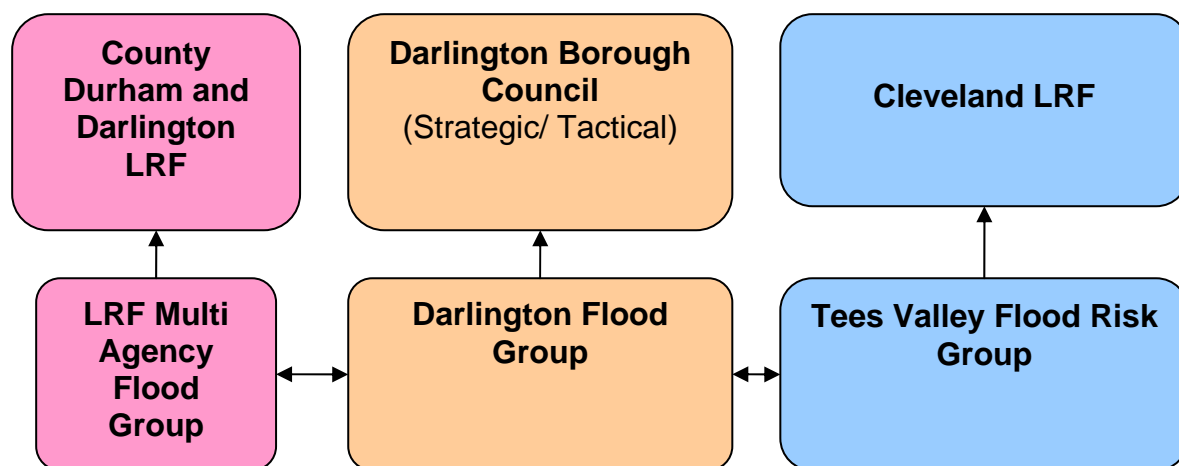 County
Durham and
Darlington
LRF
Darlington Borough
Council
(Strategic/ Tactical)
Cleveland LRF
LRF Multi
Agency
Flood
Group
Darlington Flood
Group
Tees Valley Flood Risk
Group